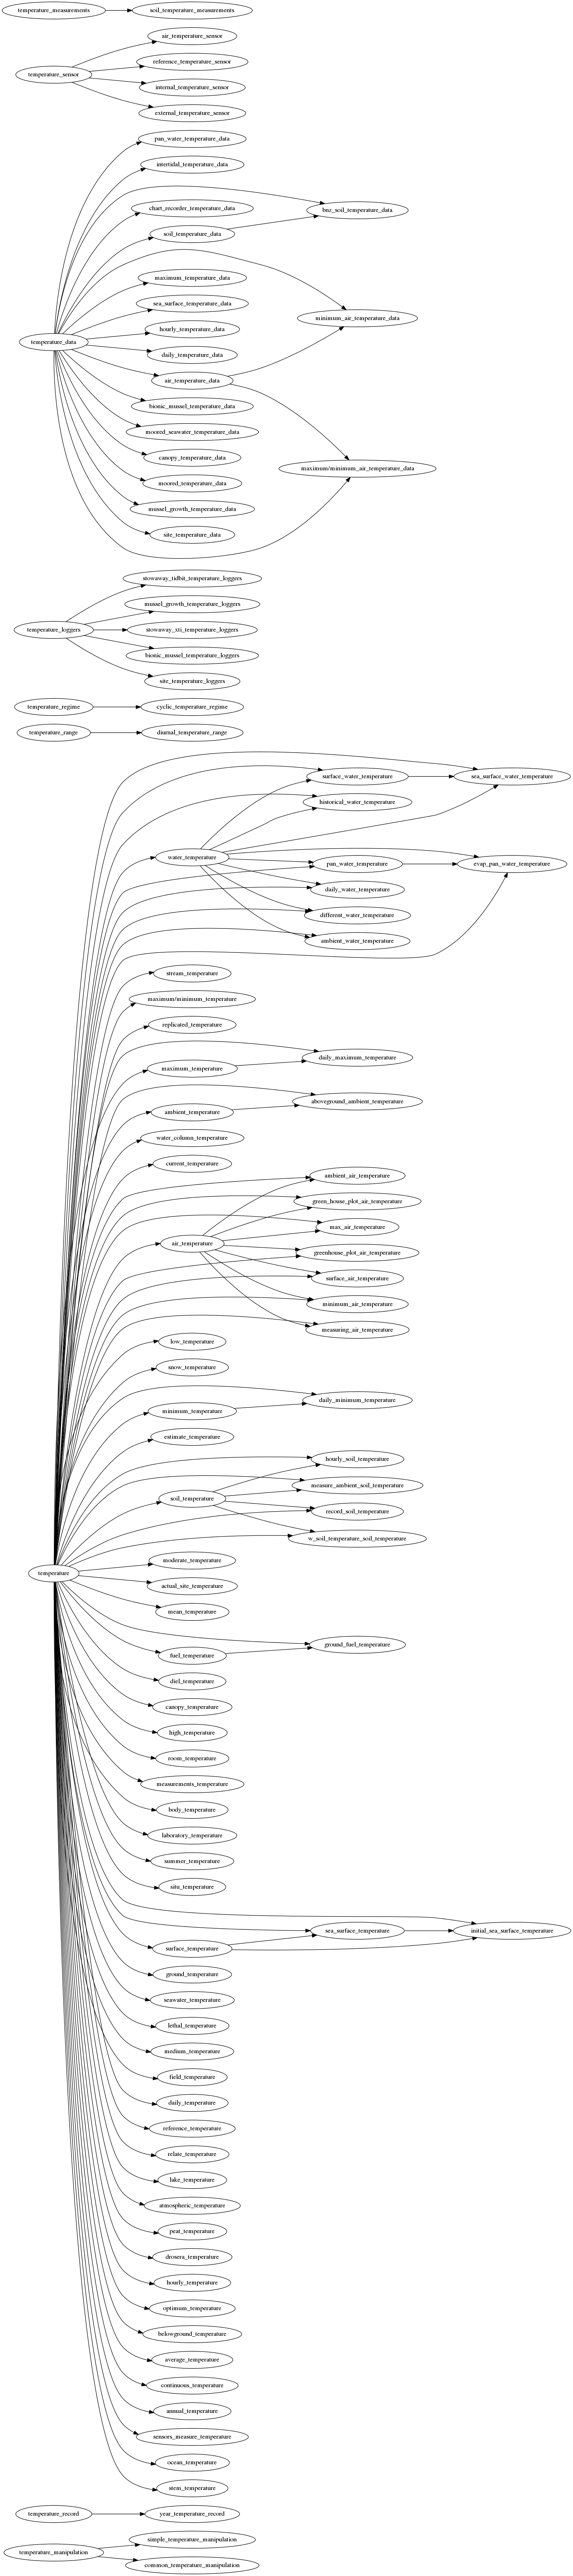 temperature_measurements
soil_temperature_measurements
air_temperature_sensor
reference_temperature_sensor
temperature_sensor
internal_temperature_sensor
external_temperature_sensor
pan_water_temperature_data
intertidal_temperature_data
chart_recorder_temperature_data
bnz_soil_temperature_data
soil_temperature_data
maximum_temperature_data
sea_surface_temperature_data
minimum_air_temperature_data
hourly_temperature_data
temperature_data
daily_temperature_data
air_temperature_data
bionic_mussel_temperature_data
moored_seawater_temperature_data
canopy_temperature_data
maximum/minimum_air_temperature_data
moored_temperature_data
mussel_growth_temperature_data
site_temperature_data
stowaway_tidbit_temperature_loggers
mussel_growth_temperature_loggers
temperature_loggers
stowaway_xti_temperature_loggers
bionic_mussel_temperature_loggers
site_temperature_loggers
temperature_regime
cyclic_temperature_regime
temperature_range
diurnal_temperature_range
surface_water_temperature
sea_surface_water_temperature
historical_water_temperature
water_temperature
pan_water_temperature
evap_pan_water_temperature
daily_water_temperature
different_water_temperature
ambient_water_temperature
stream_temperature
maximum/minimum_temperature
replicated_temperature
daily_maximum_temperature
maximum_temperature
aboveground_ambient_temperature
ambient_temperature
water_column_temperature
current_temperature
ambient_air_temperature
green_house_plot_air_temperature
max_air_temperature
air_temperature
greenhouse_plot_air_temperature
surface_air_temperature
minimum_air_temperature
measuring_air_temperature
low_temperature
snow_temperature
daily_minimum_temperature
minimum_temperature
estimate_temperature
hourly_soil_temperature
measure_ambient_soil_temperature
soil_temperature
record_soil_temperature
w_soil_temperature_soil_temperature
moderate_temperature
temperature
actual_site_temperature
mean_temperature
ground_fuel_temperature
fuel_temperature
diel_temperature
canopy_temperature
high_temperature
room_temperature
measurements_temperature
body_temperature
laboratory_temperature
summer_temperature
situ_temperature
sea_surface_temperature
initial_sea_surface_temperature
surface_temperature
ground_temperature
seawater_temperature
lethal_temperature
medium_temperature
field_temperature
daily_temperature
reference_temperature
relate_temperature
lake_temperature
atmospheric_temperature
peat_temperature
drosera_temperature
hourly_temperature
optimum_temperature
belowground_temperature
average_temperature
continuous_temperature
annual_temperature
sensors_measure_temperature
ocean_temperature
stem_temperature
temperature_record
year_temperature_record
simple_temperature_manipulation
temperature_manipulation
common_temperature_manipulation